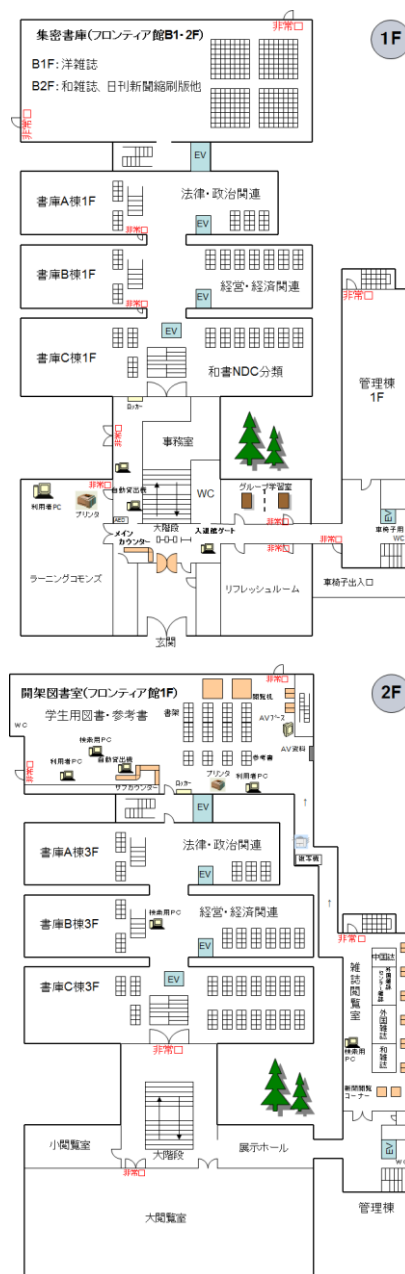 集密書庫(フロンティア館B1・2F)
非常口
1F
B1F:洋雑誌
B2F:和雑誌、日刊新聞縮刷版他
非常口
EV
書庫A棟1F
法律・政治関連
EV
非常口
書庫B棟1F
経営・経済関連
EV
非常口
非常口
書庫C棟1F
EV
和書NDC分類
管理棟
1F
ロッカー
事務室
非常口
WC
非常口
自動貸出機
グループ学習室
利用者PC
プリンタ
AES
大階段
入退館ゲート
非常口
EV
車椅子用
WC
メイン
カウンター
非常口
非常口
ラーニングコモンズ
リフレッシュルーム
車椅子出入口
玄関
非常口
2F
開架図書室(フロンティア館1F)
学生用図書・参考書
書架
閲覧机
WC
AVブース
検索用PC
利用者PC
自動貸出機
参考書
AV資料
非常口
サブカウンター
ロッカー
プリンタ
利用者PC
EV
書庫A棟3F
法律・政治関連
EV
複写機
書庫B棟3F
検索用PC
経営・経済関連
EV
非常口
書庫C棟3F
EV
雑誌閲覧室
中国誌
外国雑誌
和雑誌
検索用
PC
非常口
新聞閲覧
コーナー
小閲覧室
大階段
展示ホール
EV
WC
非常口
管理棟
大閲覧室